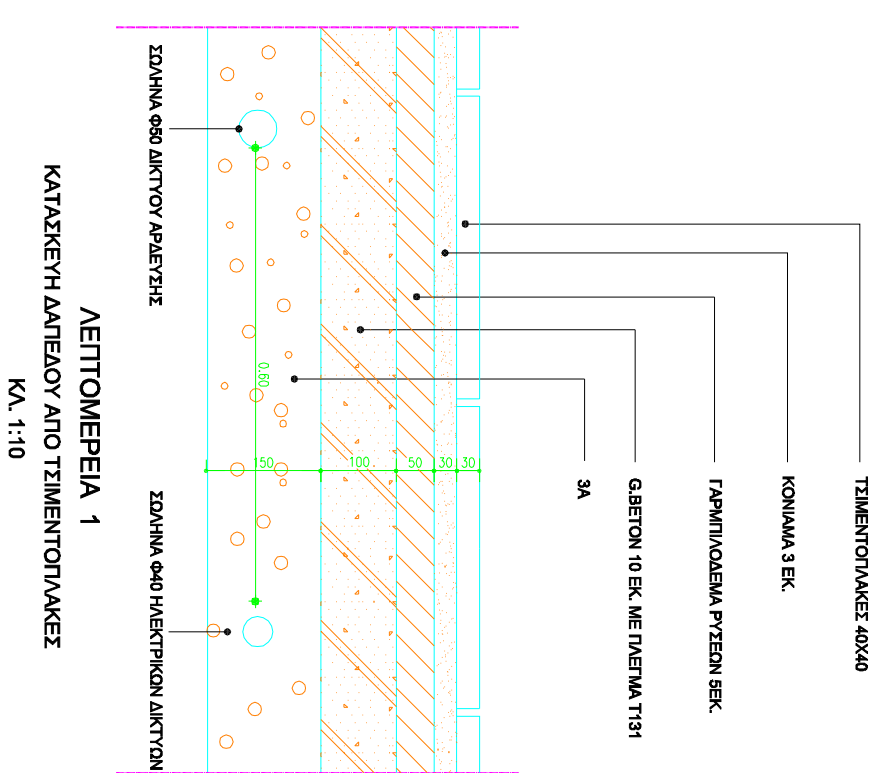 ΤΣΙΜΕΝΤΟΠΛΑΚΕΣ 40Χ40
ΚΟΝΙΑΜΑ 3 ΕΚ.
ΓΑΡΜΠΙΛΟΔΕΜΑ ΡΥΣΕΩΝ 5ΕΚ.
G.BETON 10 ΕΚ. ΜΕ ΠΛΕΓΜΑ Τ131
3Α
30
30
50
100
150
0.60
ΣΩΛΗΝΑ Φ50 ΔΙΚΤΥΟΥ ΑΡΔΕΥΣΗΣ
ΣΩΛΗΝΑ Φ40 ΗΛΕΚΤΡΙΚΩΝ ΔΙΚΤΥΩΝ
ΛΕΠΤΟΜΕΡΕΙΑ 1
ΚΑΤΑΣΚΕΥΗ ΔΑΠΕΔΟΥ ΑΠΟ ΤΣΙΜΕΝΤΟΠΛΑΚΕΣ
ΚΛ. 1:10